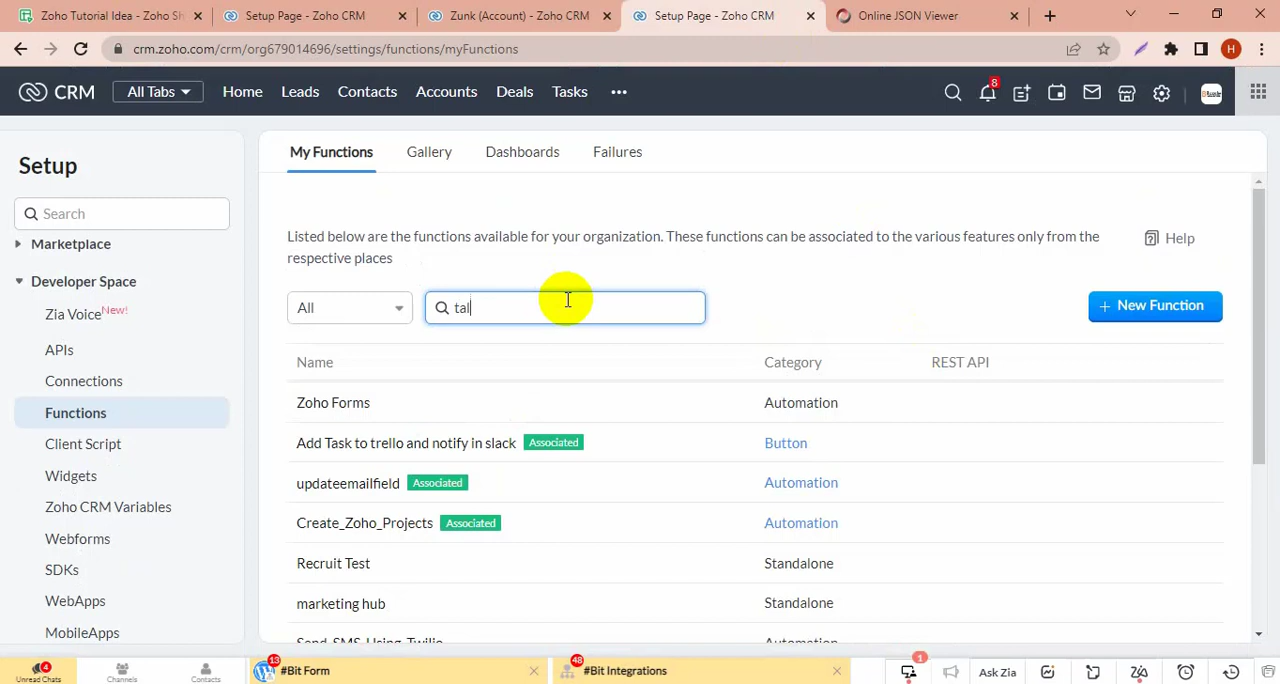 Zoho Tutorial Idea - Zoho Sh
Setup Page - Zoho CRM
Zunk (Account) - Zoho CRM
Setup Page - Zoho CRM
Online JSON Viewer
crm.zoho.com/crm/org679014696/settings/functions/myFunctions
H
CRM
All Tabs
Home
Leads
Contacts
Accounts
Deals
Tasks
8
Setup
Search
Marketplace
Developer Space
Zia Voice New!
APIs
Connections
Functions
Client Script
Widgets
Zoho CRM Variables
Webforms
SDKs
WebApps
MobileApps
My Functions
Gallery
Dashboards
Failures
Listed below are the functions available for your organization. These functions can be associated to the various features only from the
respective places
Help
All
tal
+ New Function
Name Category REST API
Zoho Forms Automation
Add Task to trello and notify in slack Associated Button
updateemailfield Associated Automation
Create_Zoho_Projects Associated Automation
Recruit Test Standalone
marketing hub Standalone
Send_SMS_Using_Twilio Automation
4
Unread Chats
Channels
Contacts
13
#Bit Form
48
#Bit Integrations
1
Ask Zia